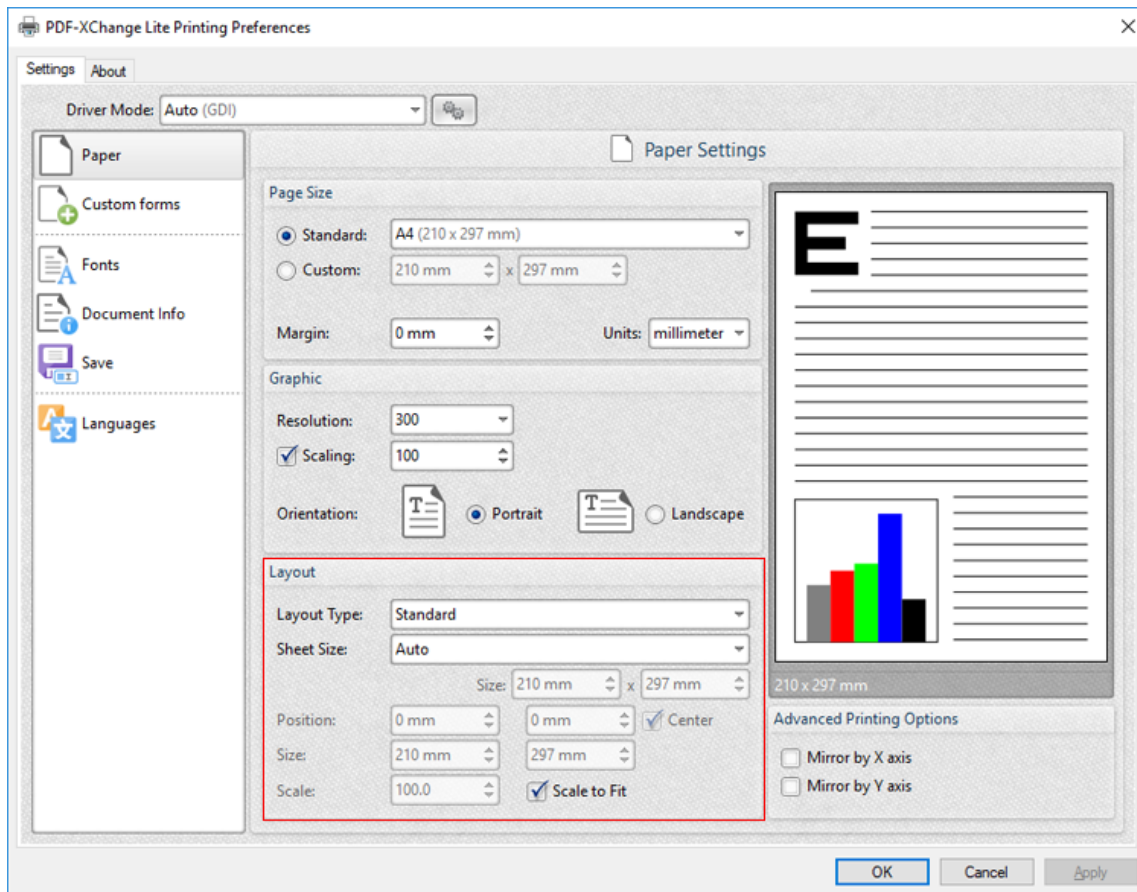 PDF-XChange Lite Printing Preferences
Settings About
Driver Mode: Auto (GDI)
Paper
Custom forms
Fonts
Document Info
Save
Languages
Paper Settings
Page Size
Standard: A4 (210 x 297 mm)
Custom: 210 mm x 297 mm
Margin: 0 mm Units: millimeter
Graphic
Resolution: 300
Scaling: 100
Orientation: T Portrait T Landscape
Layout
Layout Type: Standard
Sheet Size: Auto
Size: 210 mm x 297 mm
Position: 0 mm 0 mm Center
Size: 210 mm 297 mm
Scale: 100.0 Scale to Fit
E
210 x 297 mm
Advanced Printing Options
Mirror by X axis
Mirror by Y axis
OK Cancel Apply